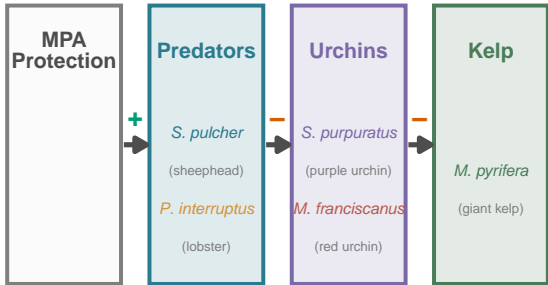 MPA
Protection
+
Predators
S. pulcher
(sheephead)
P. interruptus
(lobster)
−
Urchins
S. purpuratus
(purple urchin)
M. franciscanus
(red urchin)
−
Kelp
M. pyrifera
(giant kelp)